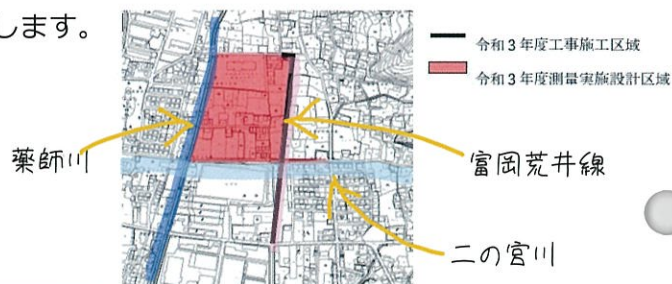 します。
令和3年度工事施工区域
令和3年度測量実施設計区域
薬師川
富岡荒井線
二の宮川